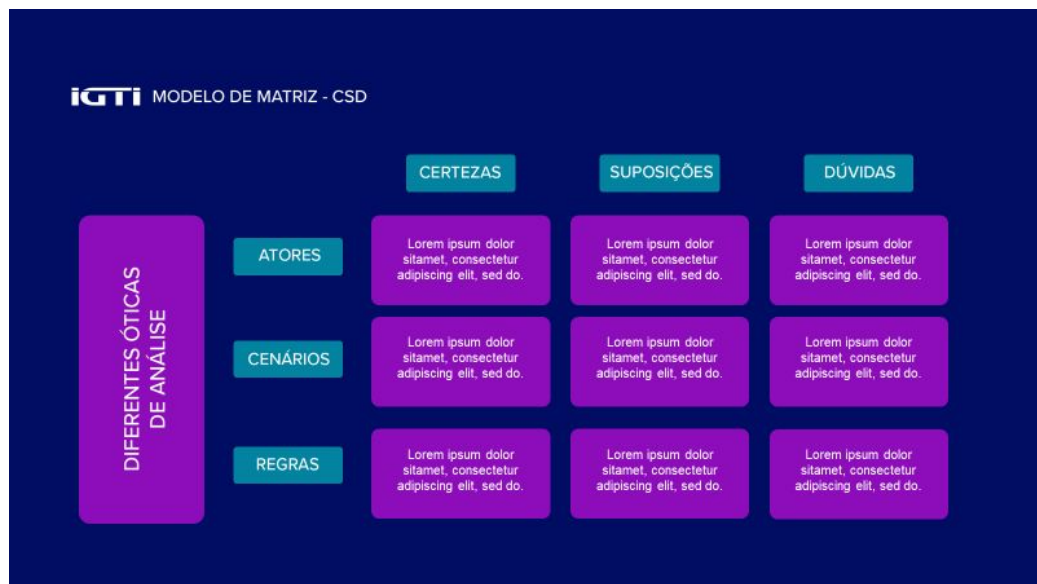 iGTi MODELO DE MATRIZ - CSD
CERTEZAS
SUPOSIÇÕES
DÚVIDAS
DIFERENTES ÓTICAS
DE ANÁLISE
ATORES
Lorem ipsum dolor
sitamet, consectetur
adipiscing elit, sed do.
Lorem ipsum dolor
sitamet, consectetur
adipiscing elit, sed do.
Lorem ipsum dolor
sitamet, consectetur
adipiscing elit, sed do.
CENÁRIOS
Lorem ipsum dolor
sitamet, consectetur
adipiscing elit, sed do.
Lorem ipsum dolor
sitamet, consectetur
adipiscing elit, sed do.
Lorem ipsum dolor
sitamet, consectetur
adipiscing elit, sed do.
REGRAS
Lorem ipsum dolor
sitamet, consectetur
adipiscing elit, sed do.
Lorem ipsum dolor
sitamet, consectetur
adipiscing elit, sed do.
Lorem ipsum dolor
sitamet, consectetur
adipiscing elit, sed do.